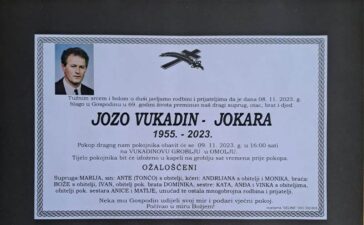 Tužnim srcem i bolom u duši javljamo rodbini i prijateljima da je dana 08. 11. 2023. g.
blago u Gospodinu u 69. godini života preminuo naš dragi suprug, otac, brat i djed
JOZO VUKADIN - JOKARA
1955. - 2023.
Pokop dragog nam pokojnika obavit će se 09. 11. 2023. g. u 16:00 sati
na VUKADINOVU GROBLJU u OMOLJU.
Tijelo pokojnika bit će izloženo u kapeli na groblju sat vremena prije pokopa.
OŽALOŠĆENI
Supruga MARIJA, sin: ANTE (TONČO) s obitelji, kćeri: ANDRIJANA s obitelji i MONIKA, braća:
BOŽE s obitelji, IVAN, obitelj pok. brata DOMINIKA, sestre: KATA, ANĐA i VINKA s obiteljima,
obitelj pok. sestara ANICE i MATIJE, unučad te ostala mnogobrojna rodbina i prijatelji.
Neka mu Gospodin udijeli svoj mir i podari vječni pokoj.
Počivao u miru Božjem!